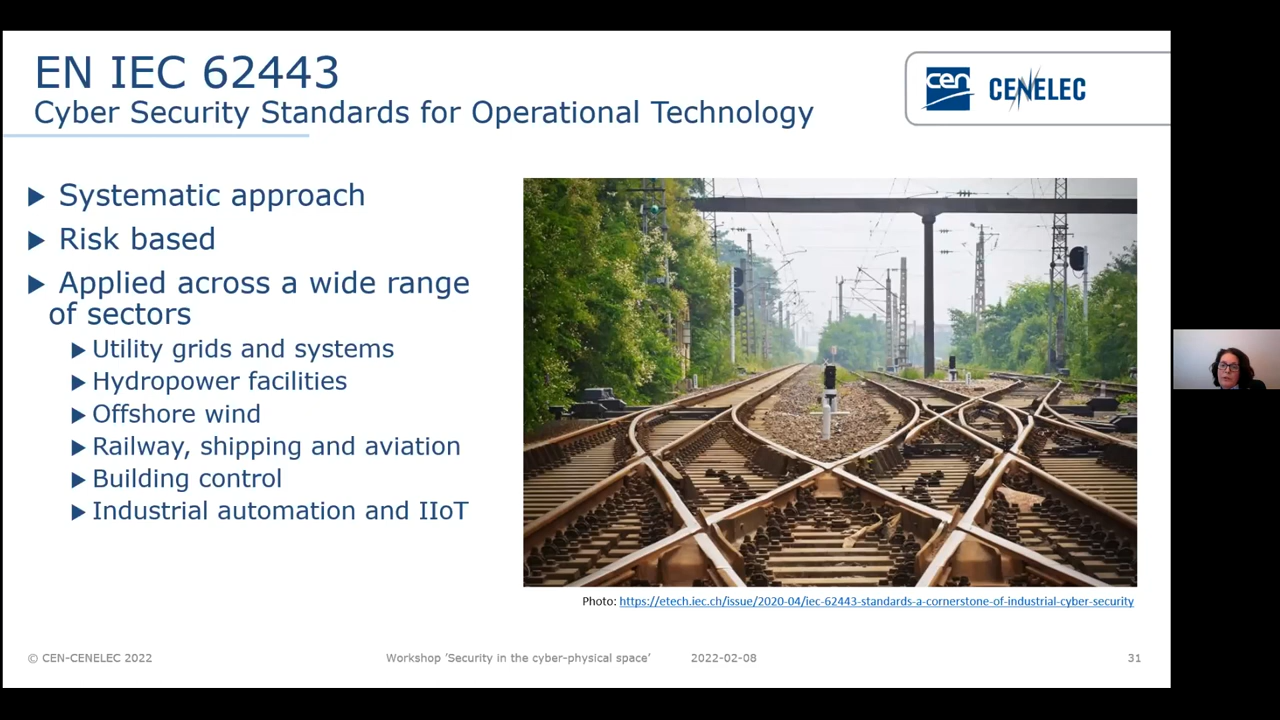 EN IEC 62443
Cyber Security Standards for Operational Technology
cen
CENELEC
Systematic approach
Risk based
Applied across a wide range
of sectors
Utility grids and systems
Hydropower facilities
Offshore wind
Railway, shipping and aviation
Building control
Industrial automation and IIoT
Photo: https://etech.iec.ch/issue/2020-04/iec-62443-standards-a-cornerstone-of-industrial-cyber-security
© CEN-CENELEC 2022
Workshop ’Security in the cyber-physical space’
2022-02-08
31